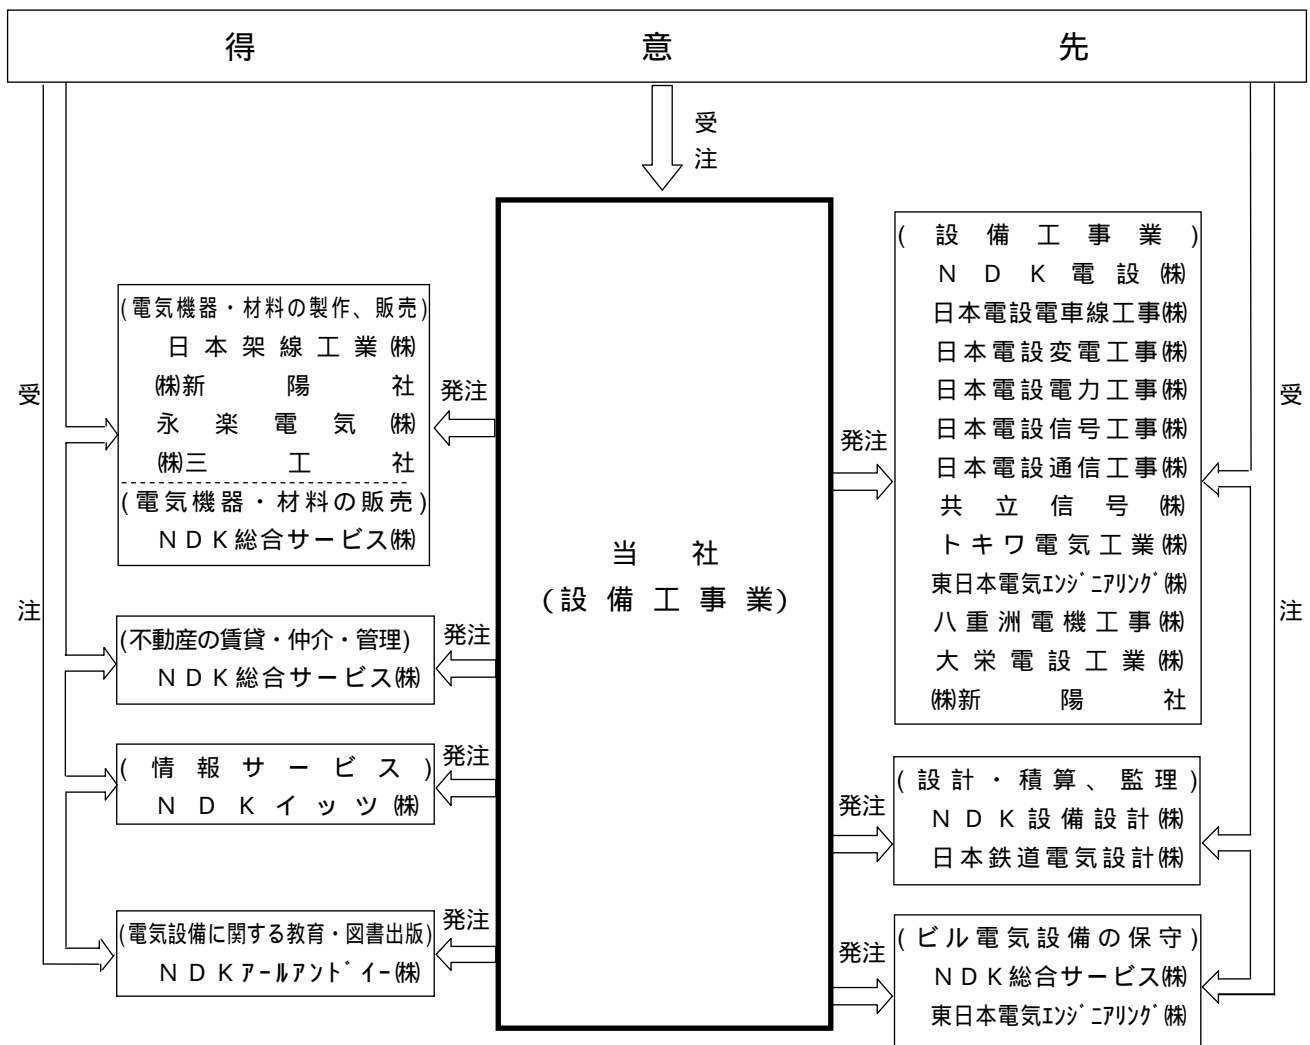 得意先
受注
(電気機器・材料の製作、販売)
日本架線工業㈱
㈱新陽社
永楽電気㈱
㈱三工社
(電気機器・材料の販売)
NDK総合サービス㈱
発注
(不動産の賃貸・仲介・管理)
NDK総合サービス㈱
発注
(情報サービス)
NDKイッツ㈱
発注
(電気設備に関する教育・図書出版)
NDKアールアンドイー㈱
発注
受注
当社
(設備工事業)
受注
発注
(設備工事業)
NDK電設㈱
日本電設電車線工事㈱
日本電設変電工事㈱
日本電設電力工事㈱
日本電設信号工事㈱
日本電設通信工事㈱
共立信号㈱
トキワ電気工業㈱
東日本電気エンジニアリング㈱
八重洲電機工事㈱
大栄電設工業㈱
㈱新陽社
発注
(設計・積算、監理)
NDK設備設計㈱
日本鉄道電気設計㈱
発注
(ビル電気設備の保守)
NDK総合サービス㈱
東日本電気エンジニアリング㈱